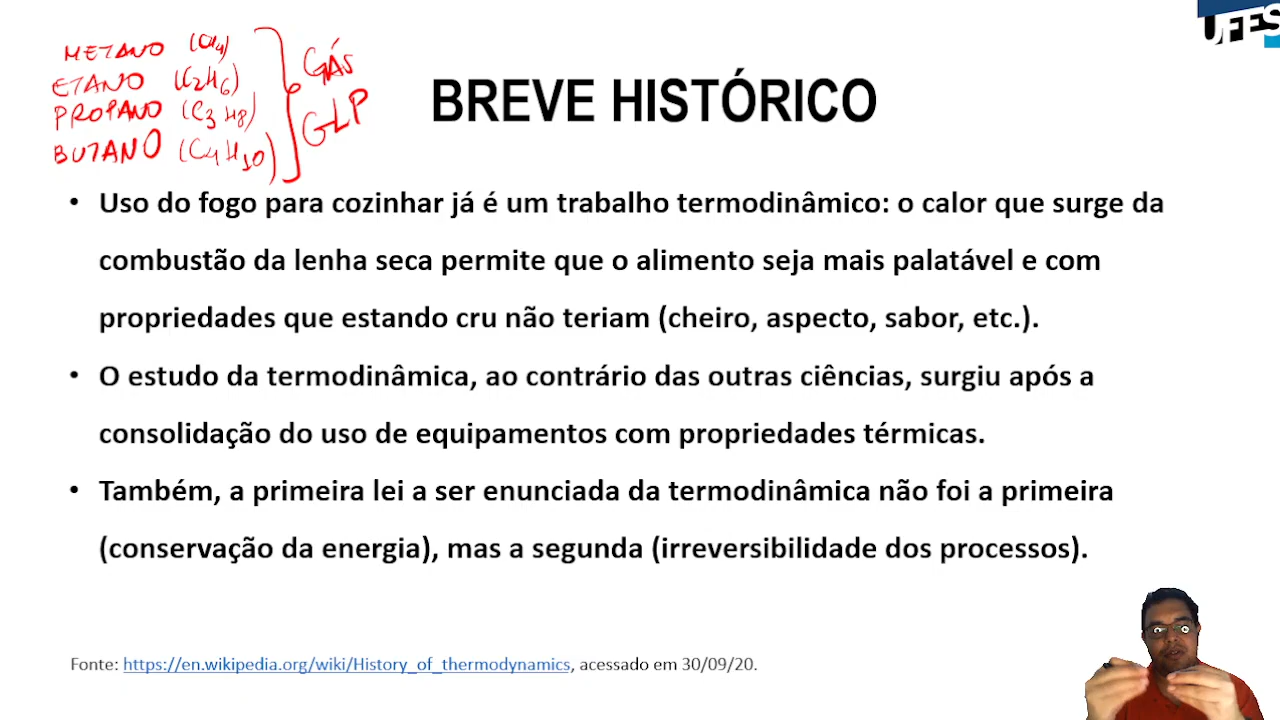 UFES
METANO (CH4)
ETANO (C2H6)
PROPANO (C3H8)
BUTANO (C4H10)
GÁS
GLP
BREVE HISTÓRICO
• Uso do fogo para cozinhar já é um trabalho termodinâmico: o calor que surge da
combustão da lenha seca permite que o alimento seja mais palatável e com
propriedades que estando cru não teriam (cheiro, aspecto, sabor, etc.).
• O estudo da termodinâmica, ao contrário das outras ciências, surgiu após a
consolidação do uso de equipamentos com propriedades térmicas.
• Também, a primeira lei a ser enunciada da termodinâmica não foi a primeira
(conservação da energia), mas a segunda (irreversibilidade dos processos).
Fonte: https://en.wikipedia.org/wiki/History_of_thermodynamics, acessado em 30/09/20.